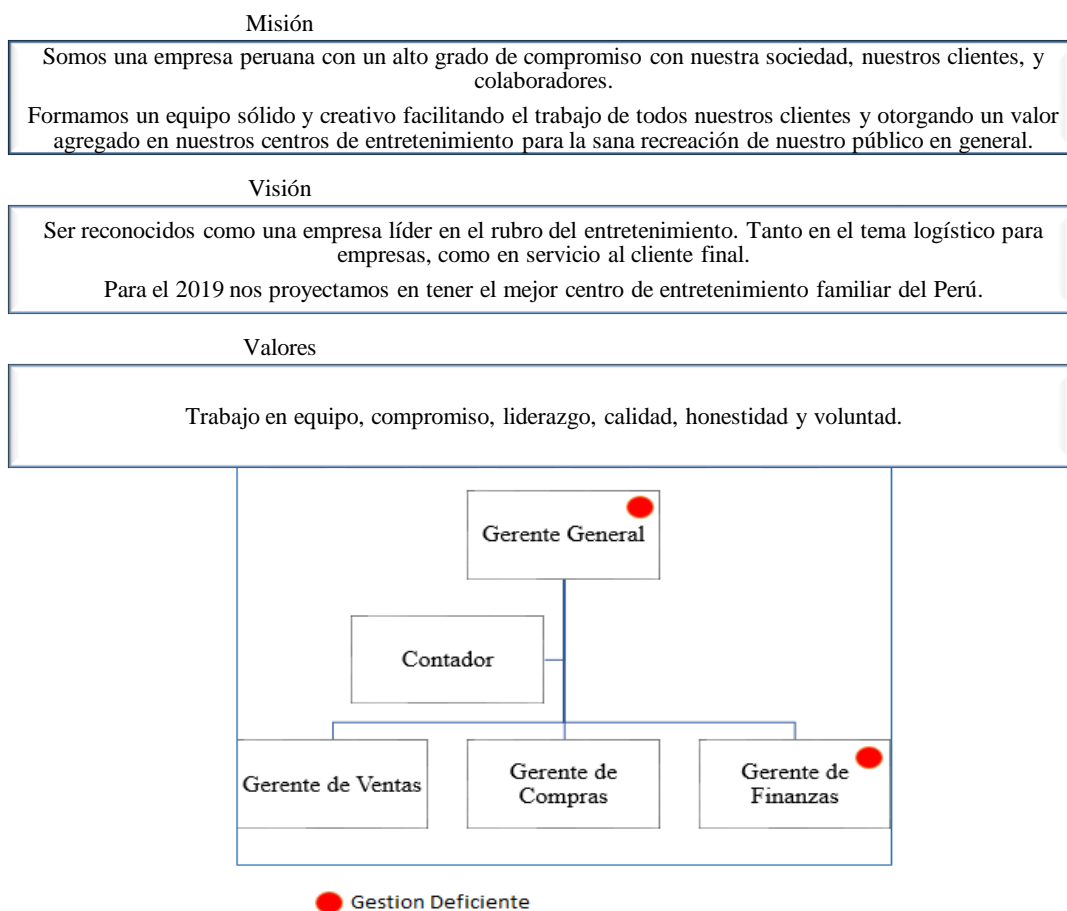 Misión
Somos una empresa peruana con un alto grado de compromiso con nuestra sociedad, nuestros clientes, y
colaboradores.
Formamos un equipo sólido y creativo facilitando el trabajo de todos nuestros clientes y otorgando un valor
agregado en nuestros centros de entretenimiento para la sana recreación de nuestro público en general.
Visión
Ser reconocidos como una empresa líder en el rubro del entretenimiento. Tanto en el tema logístico para
empresas, como en servicio al cliente final.
Para el 2019 nos proyectamos en tener el mejor centro de entretenimiento familiar del Perú.
Valores
Trabajo en equipo, compromiso, liderazgo, calidad, honestidad y voluntad.
Gerente General
Contador
Gerente de Ventas
Gerente de
Compras
Gerente de
Finanzas
Gestion Deficiente